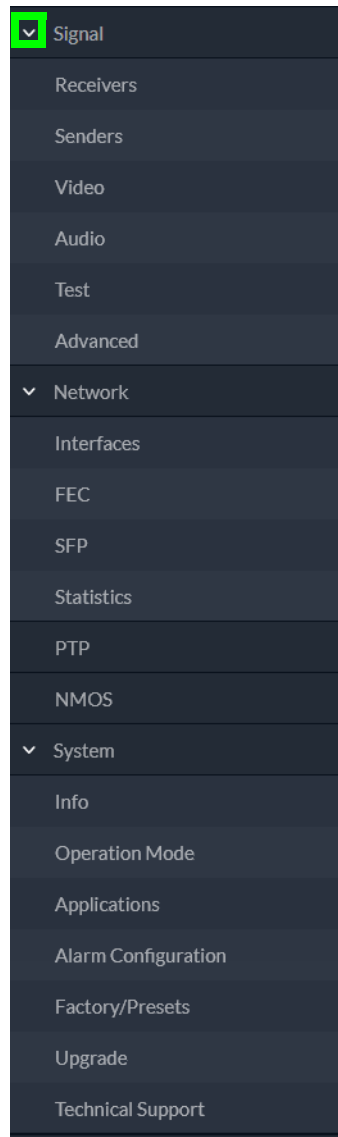 Signal
Receivers
Senders
Video
Audio
Test
Advanced
Network
Interfaces
FEC
SFP
Statistics
PTP
NMOS
System
Info
Operation Mode
Applications
Alarm Configuration
Factory/Presets
Upgrade
Technical Support